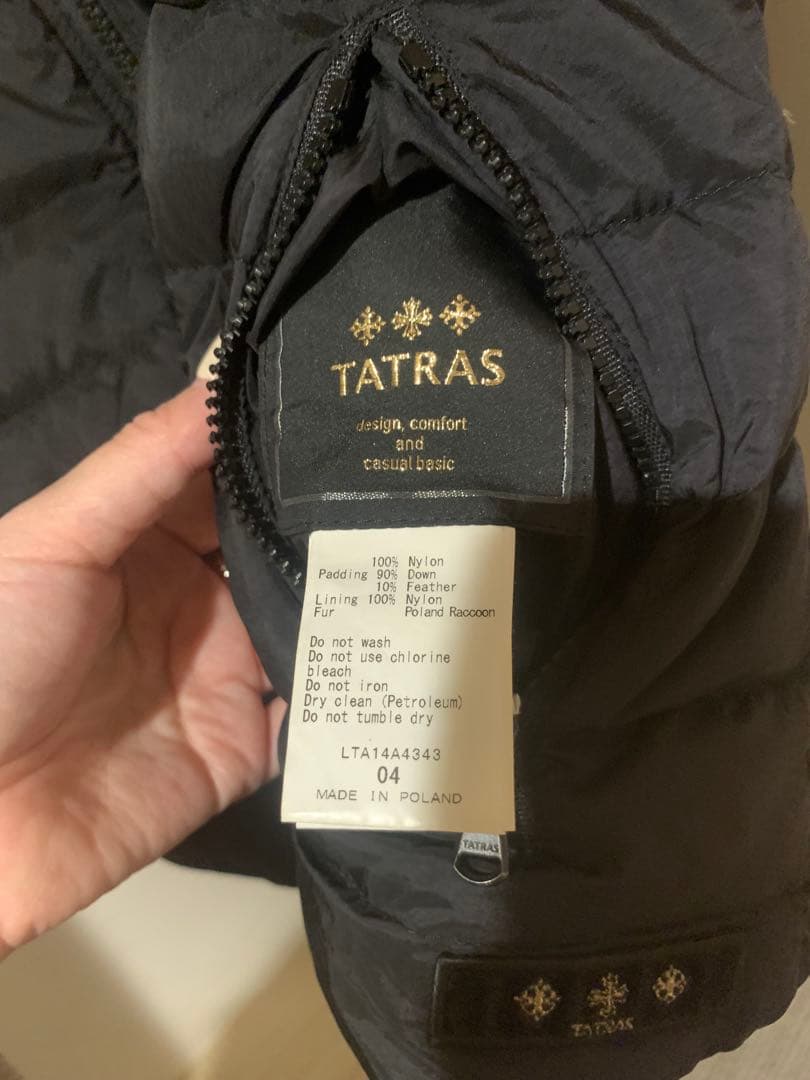 TATRAS
design, comfort
and
casual basic
100% Nylon
Padding 90% Down
10% Feather
Lining 100% Nylon
Fur Poland Raccoon
Do not wash
Do not use chlorine
bleach
Do not iron
Dry clean (Petroleum)
Do not tumble dry
LTA14A4343
04
MADE IN POLAND
TATRAS
TATRAS